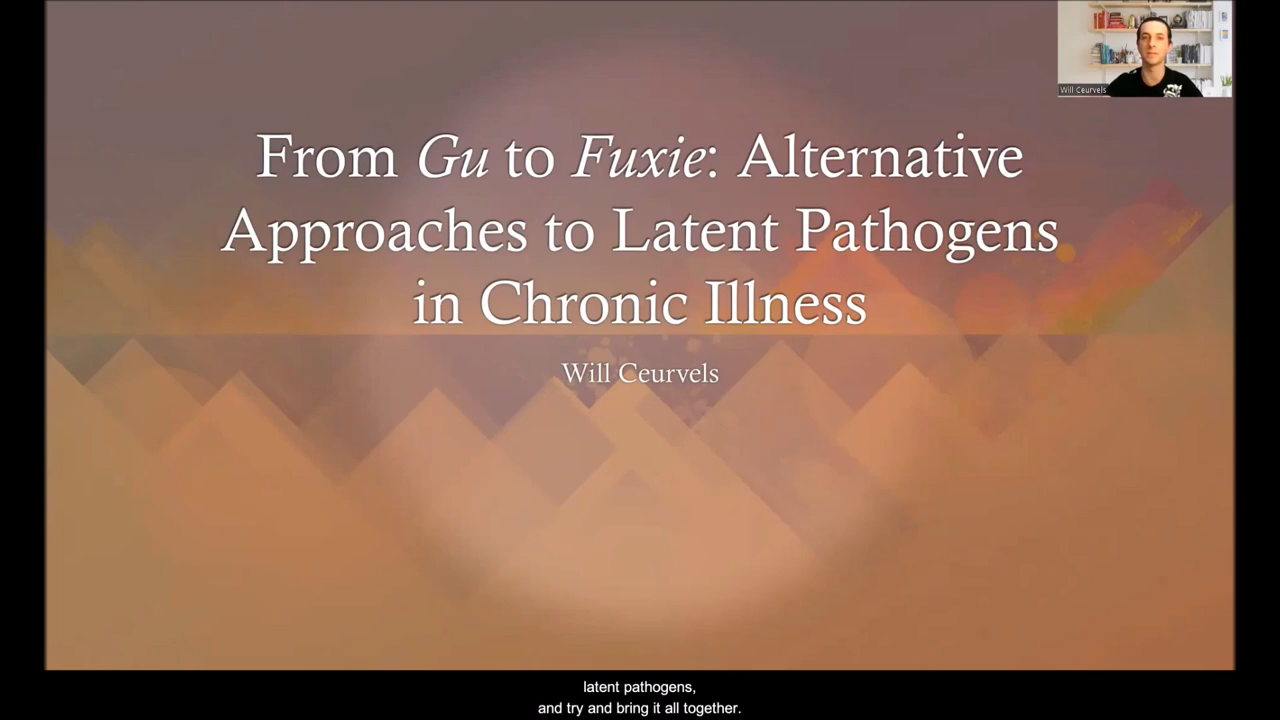 Will Ceurvels
From Gu to Fuxie: Alternative
Approaches to Latent Pathogens
in Chronic Illness
Will Ceurvels
latent pathogens,
and try and bring it all together.